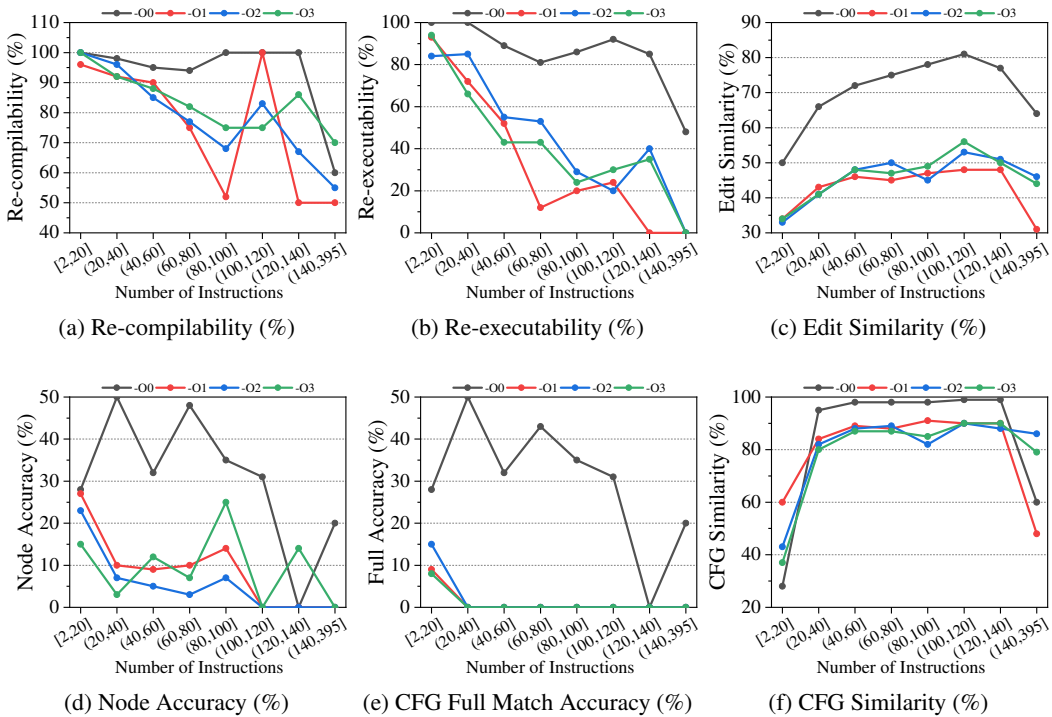 -O0 -O1 -O2 -O3
Re-compilability (%)
110
100
90
80
70
60
50
40
[2,20] (20,40] (40,60] (60,80] (80,100] (100,120] (120,140] (140,395]
Number of Instructions
(a) Re-compilability (%)
-O0 -O1 -O2 -O3
Re-executability (%)
100
80
60
40
20
0
[2,20] (20,40] (40,60] (60,80] (80,100] (100,120] (120,140] (140,395]
Number of Instructions
(b) Re-executability (%)
-O0 -O1 -O2 -O3
Edit Similarity (%)
90
80
70
60
50
40
30
[2,20] (20,40] (40,60] (60,80] (80,100] (100,120] (120,140] (140,395]
Number of Instructions
(c) Edit Similarity (%)
-O0 -O1 -O2 -O3
Node Accuracy (%)
50
40
30
20
10
0
[2,20] (20,40] (40,60] (60,80] (80,100] (100,120] (120,140] (140,395]
Number of Instructions
(d) Node Accuracy (%)
-O0 -O1 -O2 -O3
Full Accuracy (%)
50
40
30
20
10
0
[2,20] (20,40] (40,60] (60,80] (80,100] (100,120] (120,140] (140,395]
Number of Instructions
(e) CFG Full Match Accuracy (%)
-O0 -O1 -O2 -O3
CFG Similarity (%)
100
80
60
40
20
[2,20] (20,40] (40,60] (60,80] (80,100] (100,120] (120,140] (140,395]
Number of Instructions
(f) CFG Similarity (%)